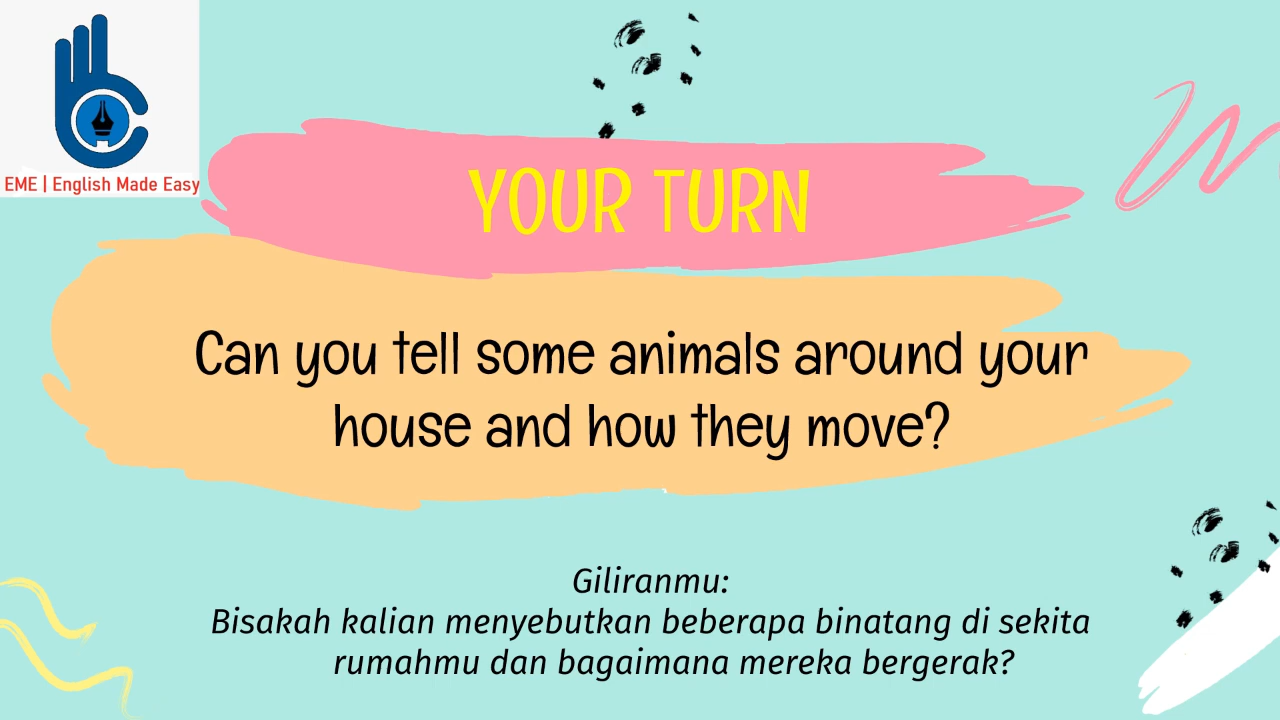 EME | English Made Easy
YOUR TURN
Can you tell some animals around your
house and how they move?
Giliranmu:
Bisakah kalian menyebutkan beberapa binatang di sekita
rumahmu dan bagaimana mereka bergerak?